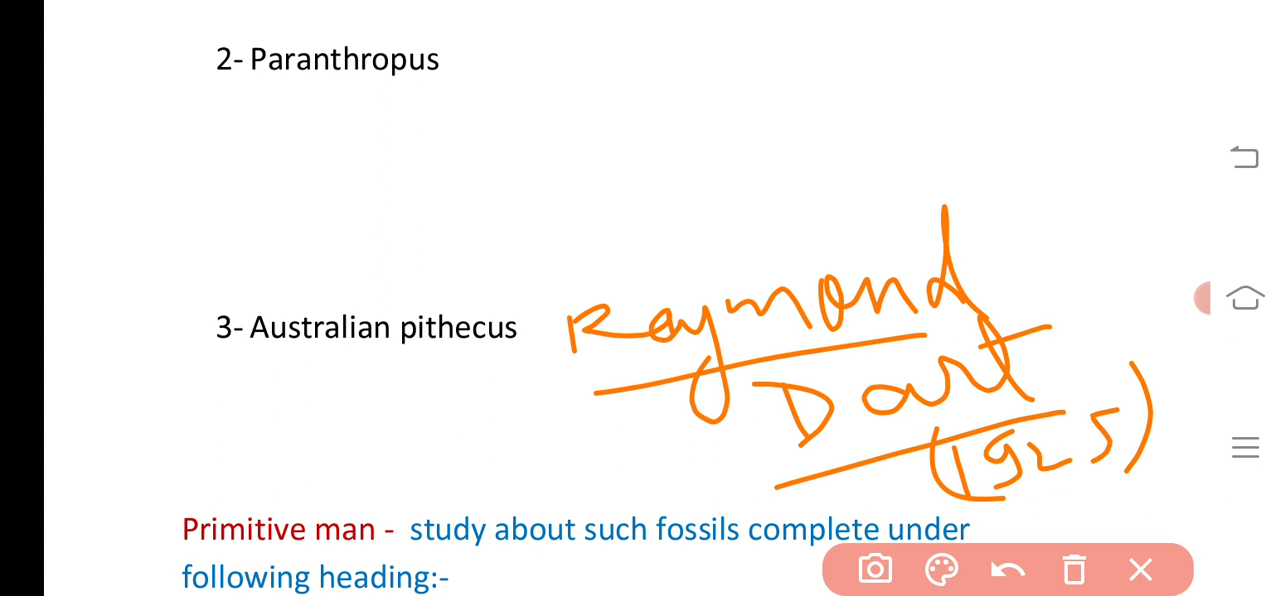 2- Paranthropus
3- Australian pithecus
Raymond
Dart
(1925)
Primitive man - study about such fossils complete under
following heading:-